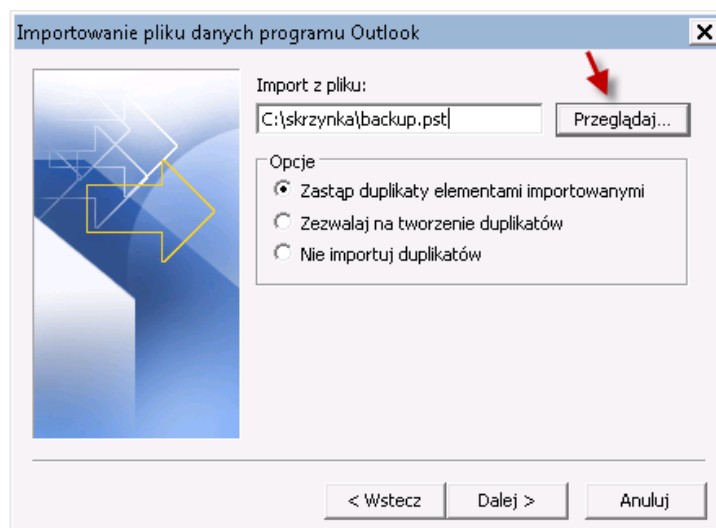 Importowanie pliku danych programu Outlook
Import z pliku:
C:\skrzynka\backup.pst
Przeglądaj...
Opcje
Zastąp duplikaty elementami importowanymi
Zezwalaj na tworzenie duplikatów
Nie importuj duplikatów
< Wstecz
Dalej >
Anuluj